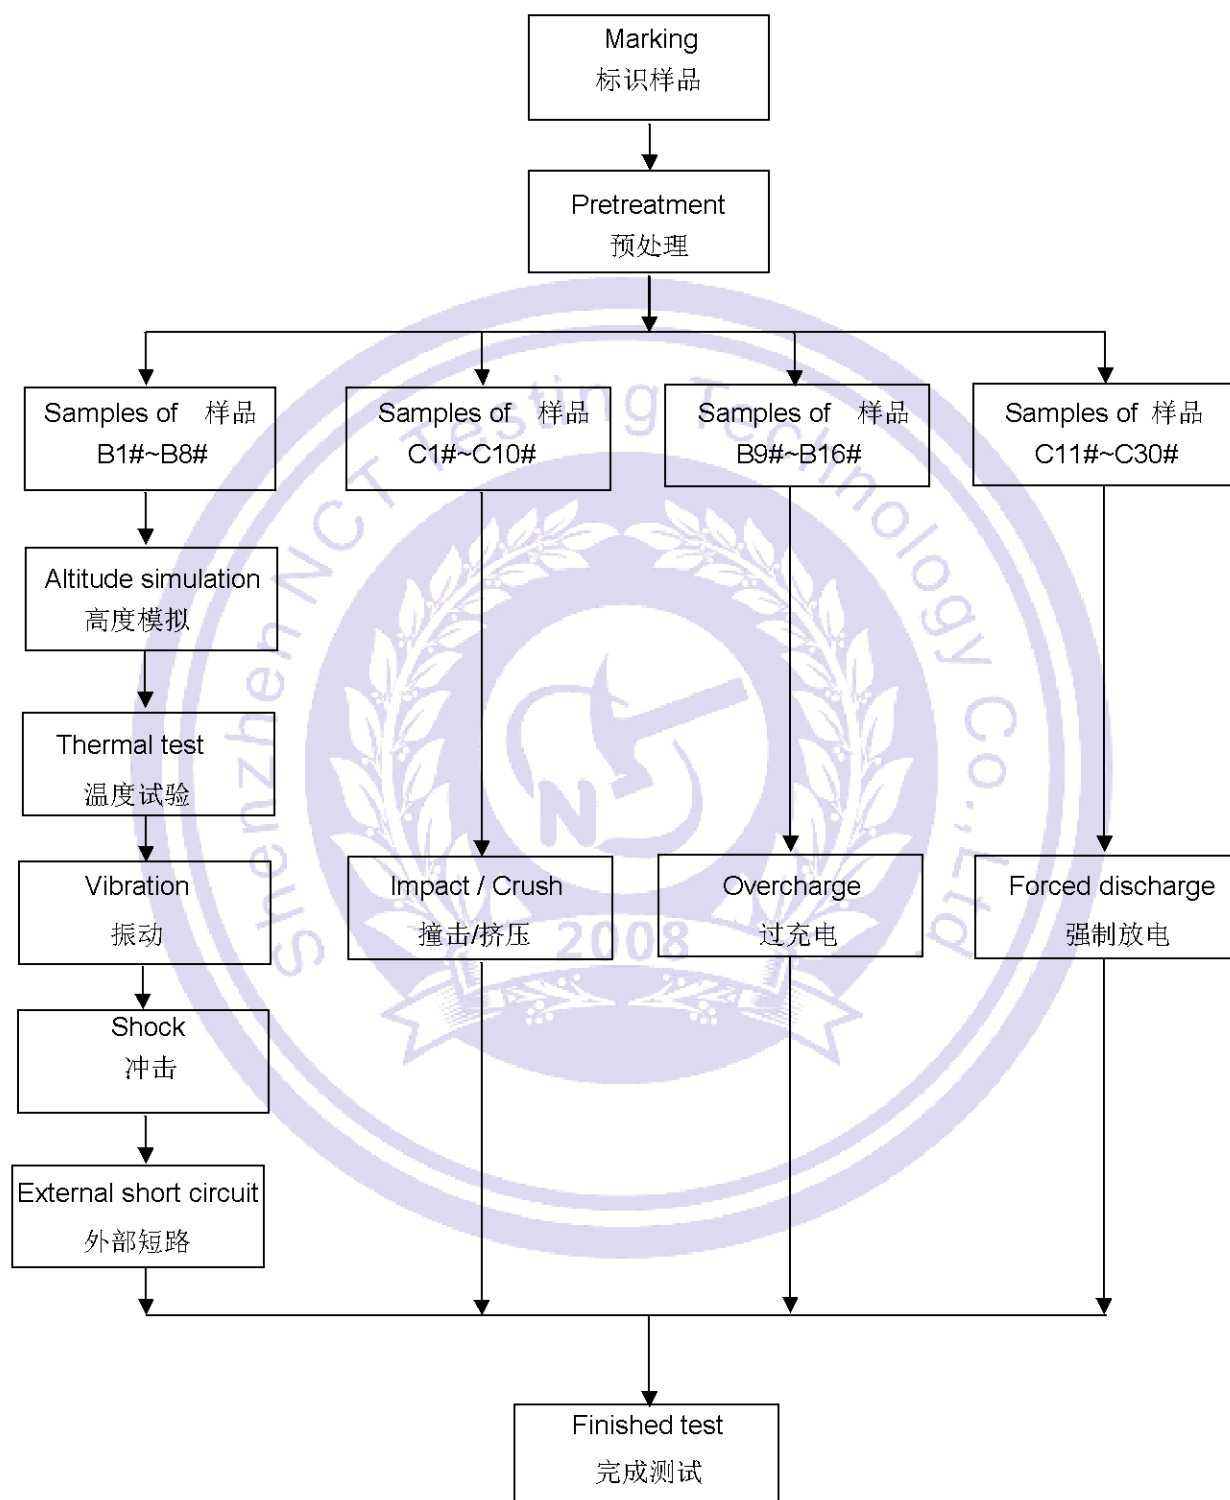 Marking
标识样品
Pretreatment
预处理
Samples of 样品
B1#~B8#
Samples of 样品
C1#~C10#
Samples of 样品
B9#~B16#
Samples of 样品
C11#~C30#
Altitude simulation
高度模拟
Thermal test
温度试验
Vibration
振动
Impact / Crush
撞击/挤压
Overcharge
过充电
Forced discharge
强制放电
Shock
冲击
External short circuit
外部短路
Finished test
完成测试
Shenzhen NCT Testing Technology Co.,Ltd
N
2008